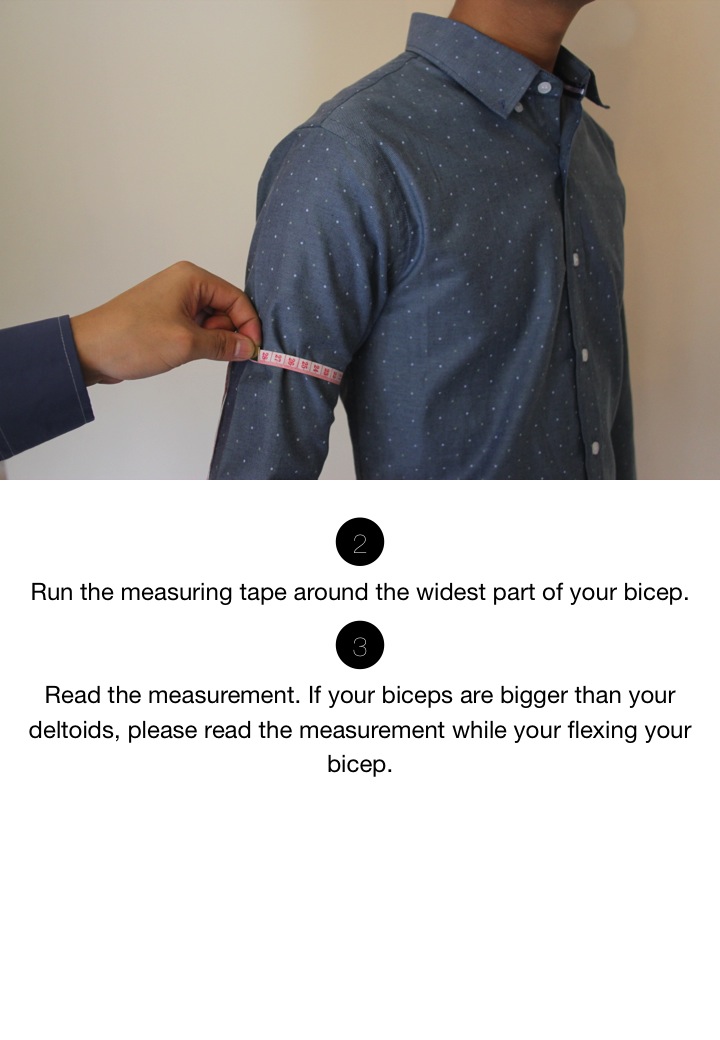 2
Run the measuring tape around the widest part of your bicep.
3
Read the measurement. If your biceps are bigger than your
deltoids, please read the measurement while your flexing your
bicep.